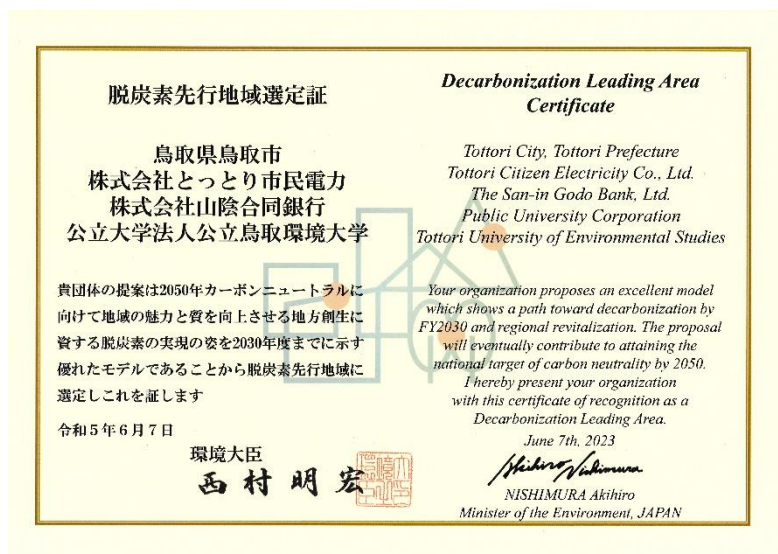 脱炭素先行地域選定証
鳥取県鳥取市
株式会社とっとり市民電力
株式会社山陰合同銀行
公立大学法人公立鳥取環境大学
貴団体の提案は2050年カーボンニュートラルに
向けて地域の魅力と質を向上させる地方創生に
資する脱炭素の実現の姿を2030年度までに示す
優れたモデルであることから脱炭素先行地域に
選定しこれを証します
令和5年6月7日
環境大臣
西村明宏
Decarbonization Leading Area
Certificate
Tottori City, Tottori Prefecture
Tottori Citizen Electricity Co., Ltd.
The San-in Godo Bank, Ltd.
Public University Corporation
Tottori University of Environmental Studies
Your organization proposes an excellent model
which shows a path toward decarbonization by
FY2030 and regional revitalization. The proposal
will eventually contribute to attaining the
national target of carbon neutrality by 2050.
I hereby present your organization
with this certificate of recognition as a
Decarbonization Leading Area.
June 7th, 2023
Akihiro Nishimura
NISHIMURA Akihiro
Minister of the Environment, JAPAN